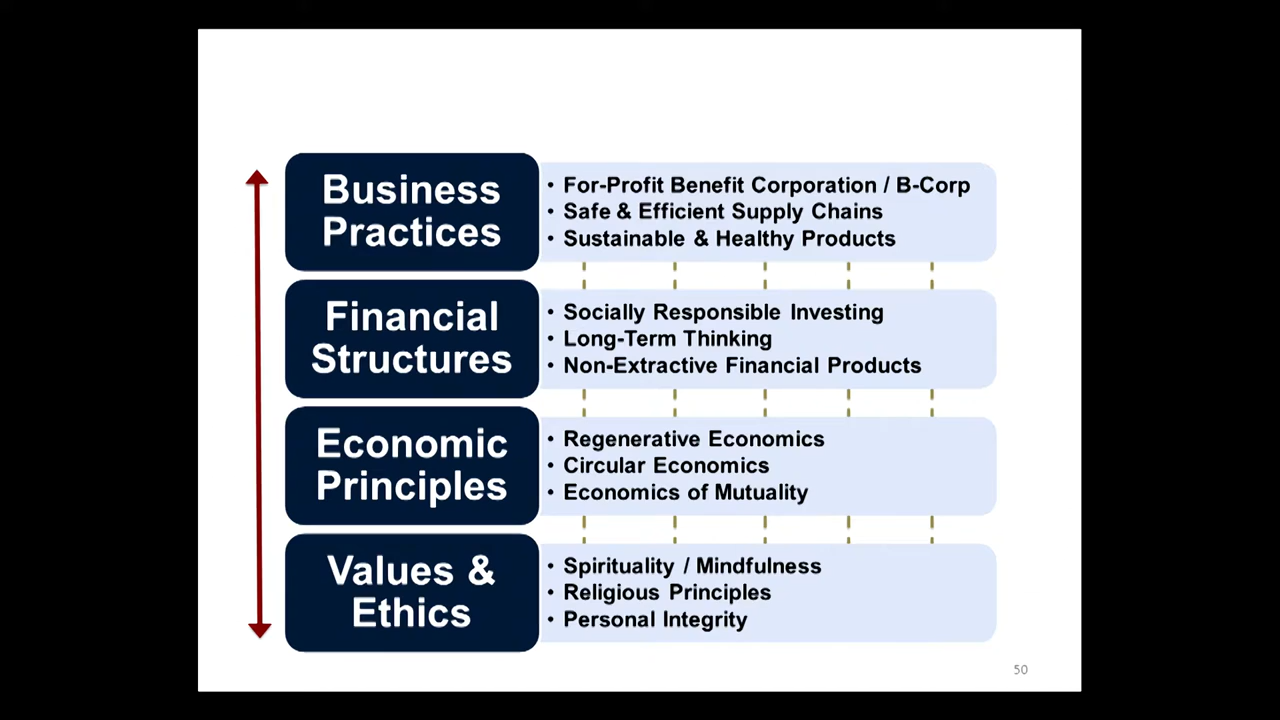 Business
Practices
• For-Profit Benefit Corporation / B-Corp
• Safe & Efficient Supply Chains
• Sustainable & Healthy Products
Financial
Structures
• Socially Responsible Investing
• Long-Term Thinking
• Non-Extractive Financial Products
Economic
Principles
• Regenerative Economics
• Circular Economics
• Economics of Mutuality
Values &
Ethics
• Spirituality / Mindfulness
• Religious Principles
• Personal Integrity
50